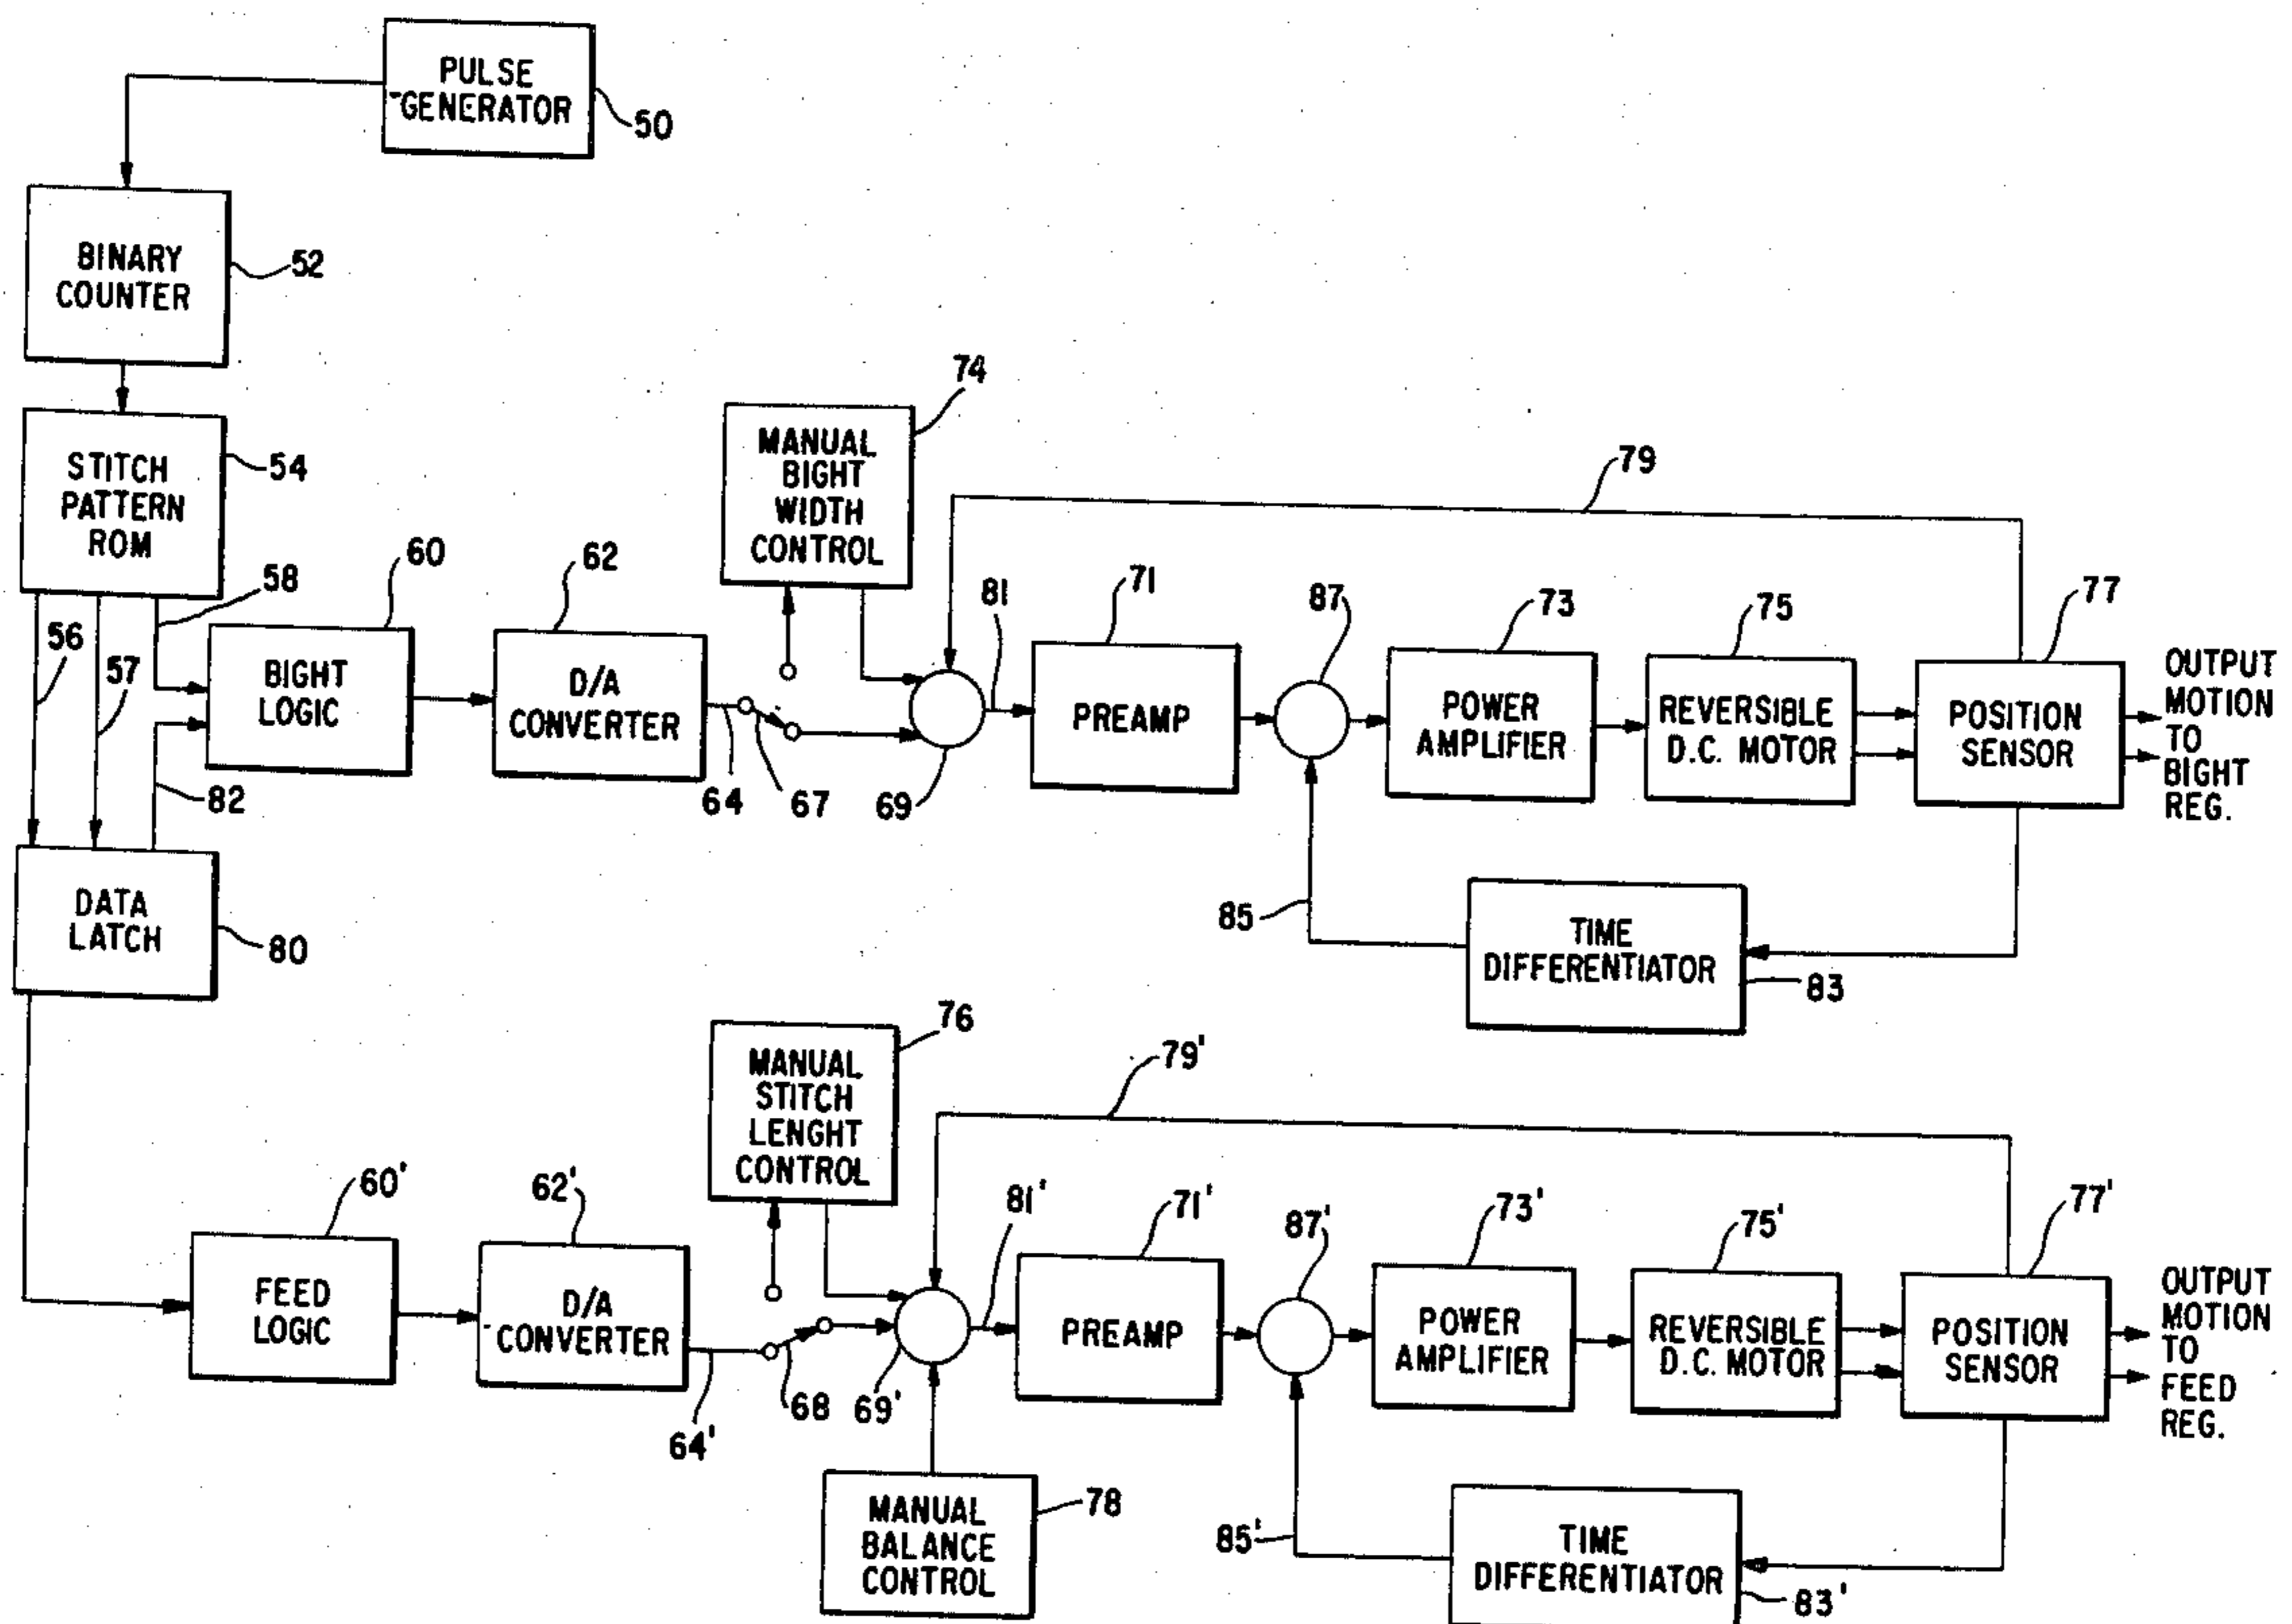 PULSE
GENERATOR
50
BINARY
COUNTER
52
STITCH
PATTERN
ROM
54
56
57
58
BIGHT
LOGIC
60
D/A
CONVERTER
62
64
67
MANUAL
BIGHT
WIDTH
CONTROL
74
69
79
81
PREAMP
71
87
POWER
AMPLIFIER
73
REVERSIBLE
D.C. MOTOR
75
POSITION
SENSOR
77
OUTPUT
MOTION
TO
BIGHT
REG.
82
DATA
LATCH
80
85
TIME
DIFFERENTIATOR
83
MANUAL
STITCH
LENGHT
CONTROL
76
79'
FEED
LOGIC
60'
D/A
CONVERTER
62'
64'
68
69'
81'
PREAMP
71'
87'
POWER
AMPLIFIER
73'
REVERSIBLE
D.C. MOTOR
75'
POSITION
SENSOR
77'
OUTPUT
MOTION
TO
FEED
REG.
MANUAL
BALANCE
CONTROL
78
85'
TIME
DIFFERENTIATOR
83'